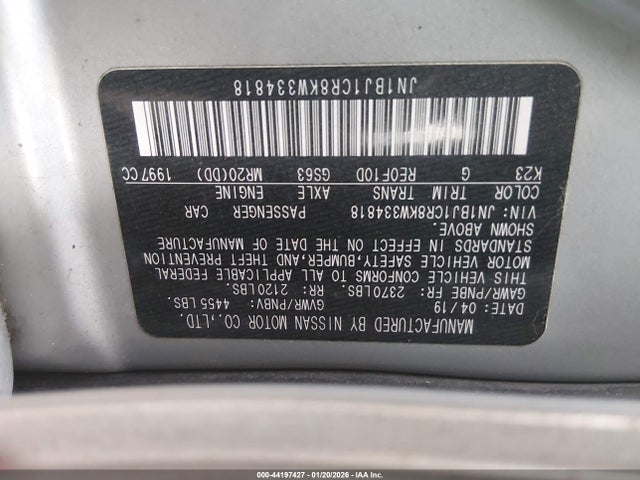 MANUFACTURED BY NISSAN MOTOR CO.,LTD.
DATE: 04/19 GVWR/PNBV: 4455 LBS.
GAWR/PNBE FR: 2370LBS. RR: 2120LBS.
THIS VEHICLE CONFORMS TO ALL APPLICABLE FEDERAL
MOTOR VEHICLE SAFETY,BUMPER,AND THEFT PREVENTION
STANDARDS IN EFFECT ON THE DATE OF MANUFACTURE
SHOWN ABOVE.
VIN: JN1BJ1CR8KW334818 PASSENGER CAR
COLOR TRIM TRANS AXLE ENGINE
K23 G RE0F10D GS63 MR20(DD) 1997 CC
JN1BJ1CR8KW334818
000-44197427 - 01/20/2026 - IAAI, Inc.